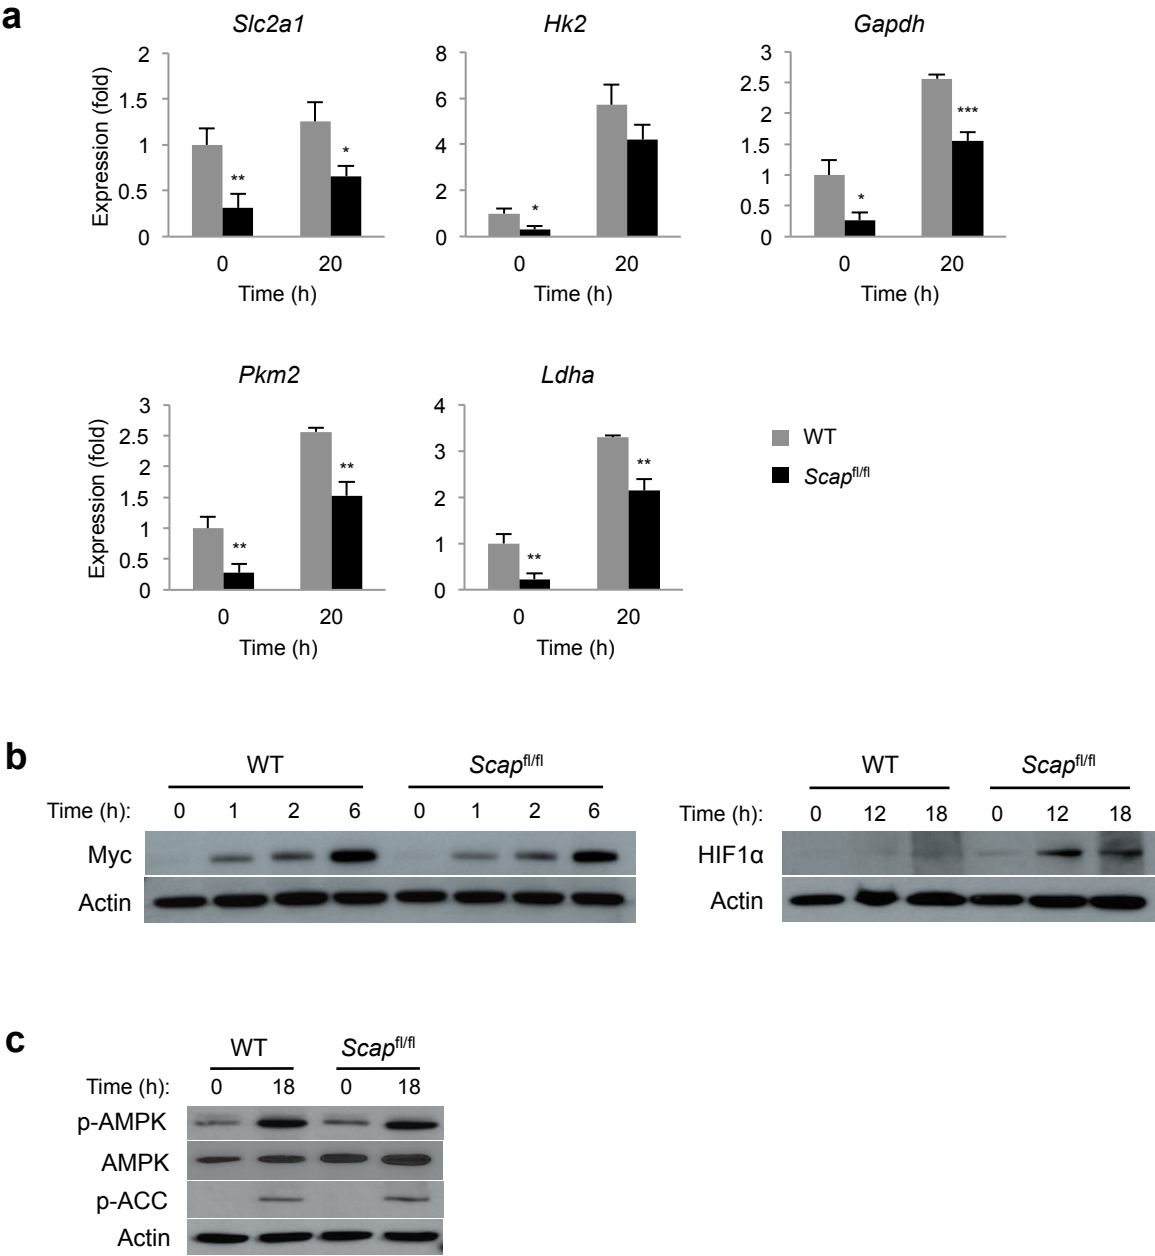 a
Slc2a1
Hk2
Gapdh
Expression (fold)
2
1.5
1
0.5
0
**
*
0 20
Time (h)
8
6
4
2
0
*
0 20
Time (h)
3
2.5
2
1.5
1
0.5
0
*
***
0 20
Time (h)
Pkm2
Ldha
Expression (fold)
3
2.5
2
1.5
1
0.5
0
**
**
0 20
Time (h)
4
3
2
1
0
**
**
0 20
Time (h)
WT
Scapfl/fl
b
WT Scapfl/fl
Time (h): 0 1 2 6 0 1 2 6
Myc
Actin
WT Scapfl/fl
Time (h): 0 12 18 0 12 18
HIF1α
Actin
c
WT Scapfl/fl
Time (h): 0 18 0 18
p-AMPK
AMPK
p-ACC
Actin